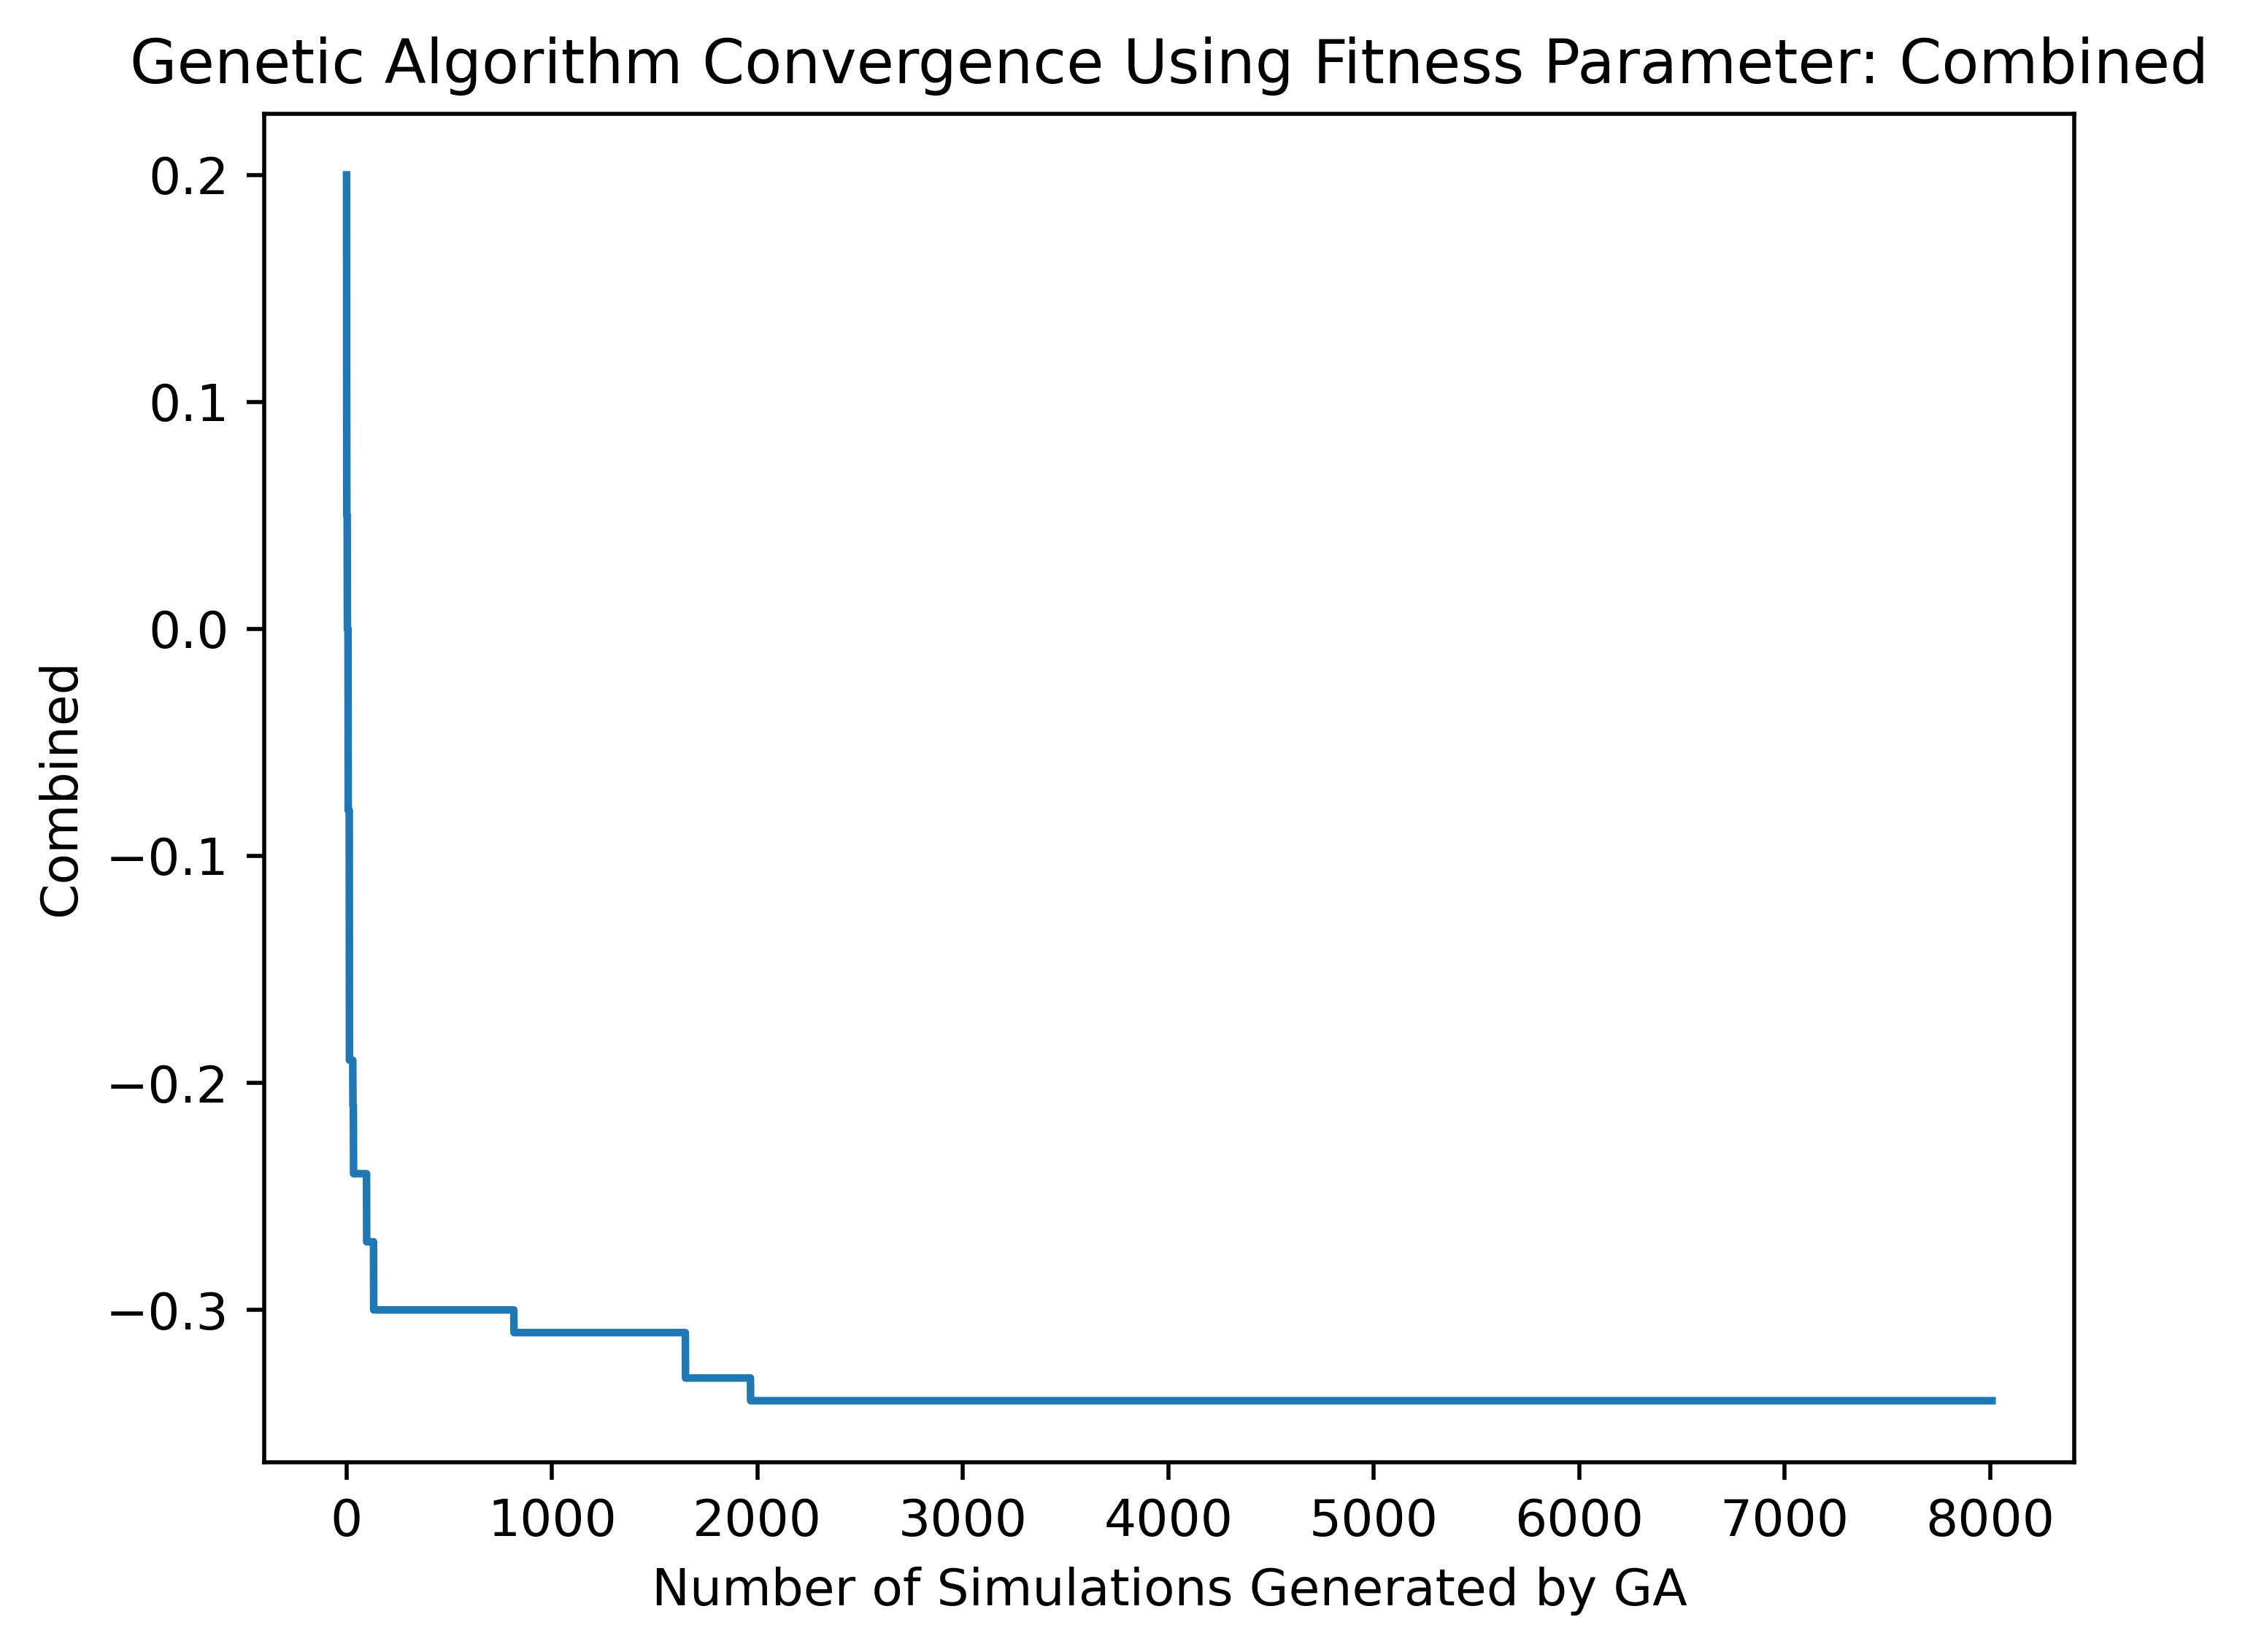 Genetic Algorithm Convergence Using Fitness Parameter: Combined
0.2
0.1
0.0
−0.1
−0.2
−0.3
Combined
0 1000 2000 3000 4000 5000 6000 7000 8000
Number of Simulations Generated by GA